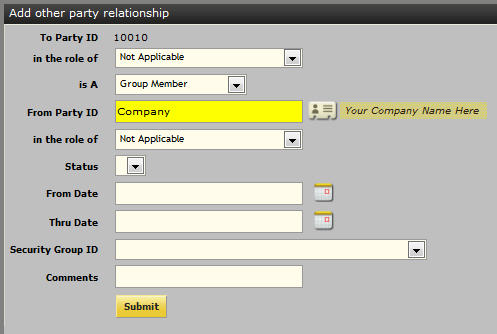 Add other party relationship
To Party ID 10010
in the role of Not Applicable
is A Group Member
From Party ID Company Your Company Name Here
in the role of Not Applicable
Status
From Date
Thru Date
Security Group ID
Comments
Submit